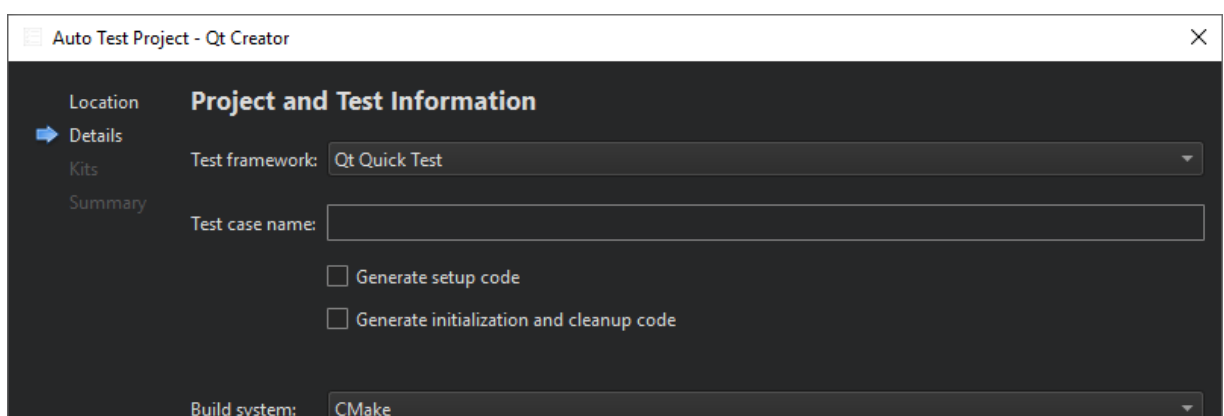 Auto Test Project - Qt Creator
Location
Details
Kits
Summary
Project and Test Information
Test framework: Qt Quick Test
Test case name:
Generate setup code
Generate initialization and cleanup code
Build system: CMake